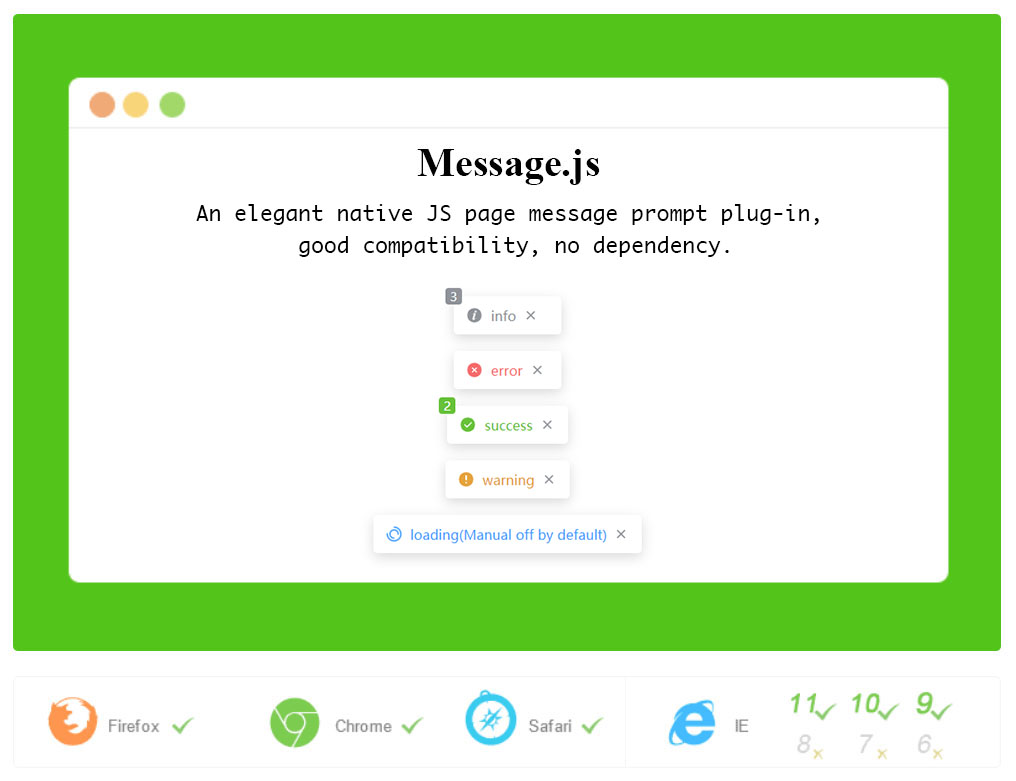 Message.js
An elegant native JS page message prompt plug-in,
good compatibility, no dependency.
3
info
error
2
success
warning
loading(Manual off by default)
Firefox
Chrome
Safari
IE
11 10 9
8 7 6